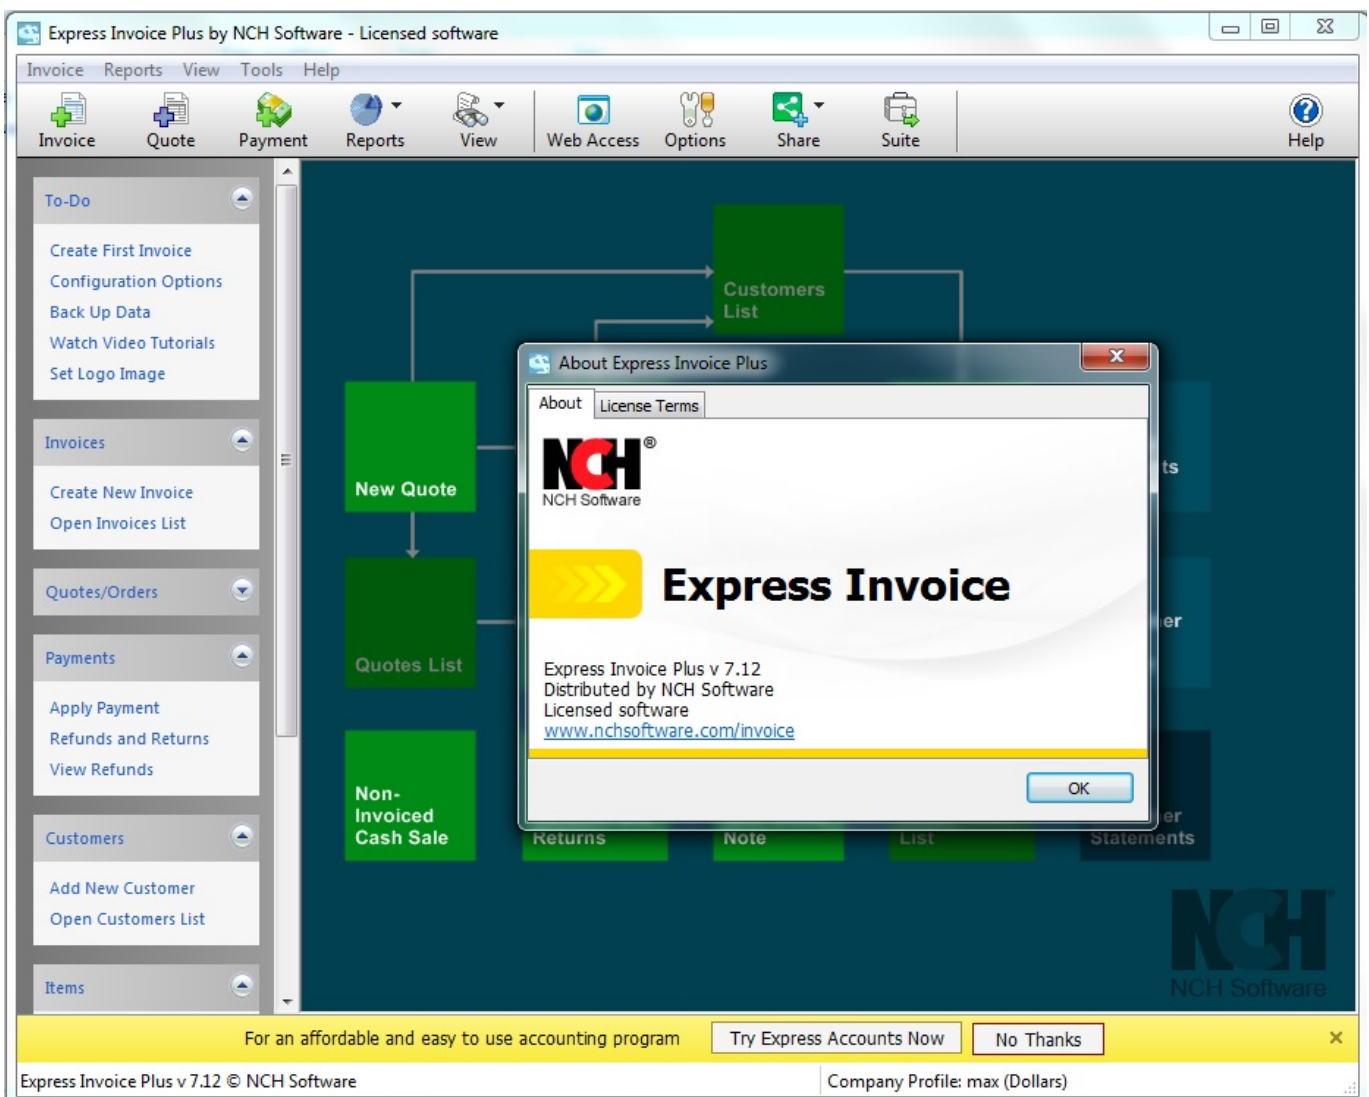 Express Invoice Plus by NCH Software - Licensed software
Invoice Reports View Tools Help
Invoice Quote Payment Reports View Web Access Options Share Suite Help
To-Do
Create First Invoice
Configuration Options
Back Up Data
Watch Video Tutorials
Set Logo Image
Invoices
Create New Invoice
Open Invoices List
Quotes/Orders
Payments
Apply Payment
Refunds and Returns
View Refunds
Customers
Add New Customer
Open Customers List
Items
Customers
List
New Quote
Quotes List
Non-
Invoiced
Cash Sale
Returns
Note
List
ts
er
er
Statements
About Express Invoice Plus
About License Terms
NCH®
NCH Software
Express Invoice
Express Invoice Plus v 7.12
Distributed by NCH Software
Licensed software
www.nchsoftware.com/invoice
OK
NCH
NCH Software
For an affordable and easy to use accounting program Try Express Accounts Now No Thanks
Express Invoice Plus v 7.12 © NCH Software Company Profile: max (Dollars)